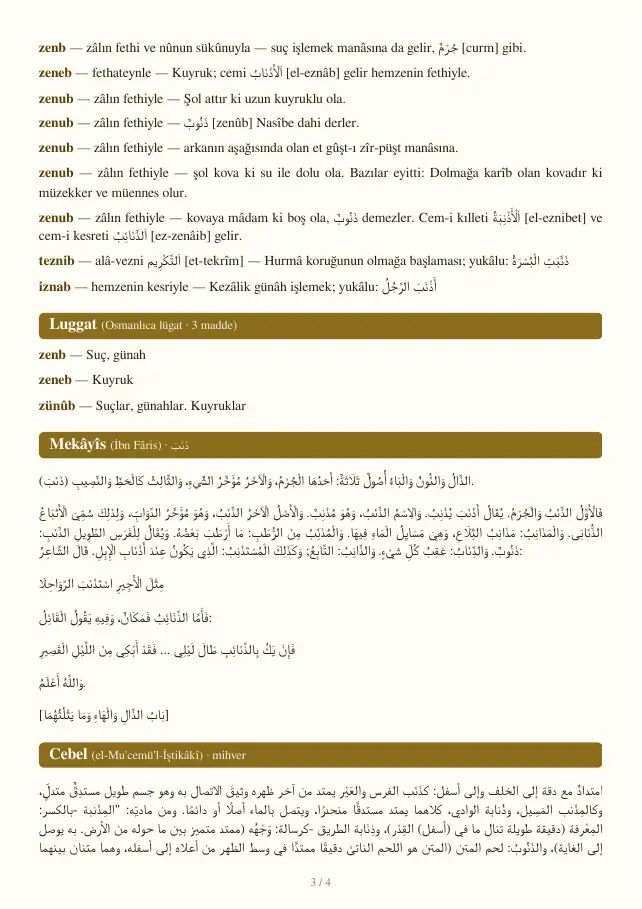 zenb — zâlın fethi ve nûnun sükûnuyla — suç işlemek manâsına da gelir, جُرْمٌ [curm] gibi.
zeneb — fethateynle — Kuyruk; cemi اَلْأَذْنَابُ [el-eznâb] gelir hemzenin fethiyle.
zenub — zâlın fethiyle — Şol attır ki uzun kuyruklu ola.
zenub — zâlın fethiyle — ذَنُوبٌ [zenûb] Nasîbe dahi derler.
zenub — zâlın fethiyle — arkanın aşağısında olan et gûşt-ı zîr-püşt manâsına.
zenub — zâlın fethiyle — şol kova ki su ile dolu ola. Bazılar eyitti: Dolmağa karîb olan kovadır ki
müzekker ve müennes olur.
zenub — zâlın fethiyle — kovaya mâdam ki boş ola, ذَنُوبٌ demezler. Cem-i kılleti اَلْأَذْنِبَةُ [el-eznibet] ve
cem-i kesreti اَلذَّنَائِبُ [ez-zenâib] gelir.
teznib — alâ-vezni اَلتَّكْرِيم [et-tekrîm] — Hurmâ koruğunun olmağa başlaması; yukâlu: ذَنَّبَتِ الْبُسْرَةُ
iznab — hemzenin kesriyle — Kezâlik günâh işlemek; yukâlu: أَذْنَبَ الرَّجُلُ
Luggat (Osmanlıca lügat · 3 madde)
zenb — Suç, günah
zeneb — Kuyruk
zünûb — Suçlar, günahlar. Kuyruklar
Mekâyîs (İbn Fâris) · ذَنَبَ
(ذَنَبَ) الذَّالُ وَالنُّونُ وَالْبَاءُ أُصُولٌ ثَلَاثَةٌ: أَحَدُهَا الْجُرْمُ، وَالْآخَرُ مُؤَخَّرُ الشَّيْءِ، وَالثَّالِثُ كَالْحَظِّ وَالنَّصِيبِ.
فَالْأَوَّلُ الذَّنْبُ وَالْجُرْمُ. يُقَالُ أَذْنَبَ يُذْنِبُ. وَالِاسْمُ الذَّنْبُ، وَهُوَ مُذْنِبٌ. وَالْأَصْلُ الْآخَرُ الذَّنَبُ، وَهُوَ مُؤَخَّرُ الدَّوَابِّ، وَلِذَلِكَ سُمِّيَ الْأَتْبَاعُ
الذُّنَابَى. وَالْمَذَانِبُ: مَذَانِبُ التِّلَاعِ، وَهِيَ مَسَايِلُ الْمَاءِ فِيهَا. وَالْمُذَنِّبُ مِنَ الرُّطَبِ: مَا أَرْطَبَ بَعْضُهُ. وَيُقَالُ لِلْفَرَسِ الطَّوِيلِ الذَّنَبِ:
ذَنُوبٌ. وَالذِّنَابُ: عَقِبُ كُلِّ شَيْءٍ. وَالذَّانِبُ: التَّابِعُ: وَكَذَلِكَ الْمُسْتَذْنِبُ: الَّذِي يَكُونُ عِنْدَ أَذْنَابِ الْإِبِلِ. قَالَ الشَّاعِرُ:
مِثْلَ الْأَجِيرِ اسْتَذْنَبَ الرَّوَاحِلَا
فَأَمَّا الذَّنَائِبُ فَمَكَانٌ، وَفِيهِ يَقُولُ الْقَائِلُ:
فَإِنْ يَكُ بِالذَّنَائِبِ طَالَ لَيْلِي ... فَقَدْ أَبْكِي مِنَ اللَّيْلِ الْقَصِيرِ
وَاللَّهُ أَعْلَمُ.
[بَابُ الذَّالِ وَالْهَاءِ وَمَا يَثْلُثُهُمَا]
Cebel (el-Mu'cemü'l-İştikâkî) · mihver
امتدادٌ مع دقة إلى الخلف وإلى أسفل: كذَنَب الفرس والعَيْر يمتد من آخر ظهره وثيقَ الاتصال به وهو جسم طويل مستدِقٌّ متدلٍّ،
وكالمِذْنب المَسِيل، وذُنابة الوادي، كلاهما يمتد مستدقًّا منحدرًا، ويتصل بالماء أصلًا أو دائمًا. ومن ماديّه: "المِذْنبة -بالكسر:
المِغْرفة (دقيقة طويلة تنال ما في (أسفل) القِدْر)، وذِنَابة الطريق -كرسالة: وَجْهُه (ممتد متميز بين ما حوله من الأرض. به يوصل
إلى الغاية)، والذَنُوبُ: لحم المتن (المتن هو اللحم الناتئ دقيقًا ممتدًا في وسط الظهر من أعلاه إلى أسفله، وهما متنان بينهما
3 / 4